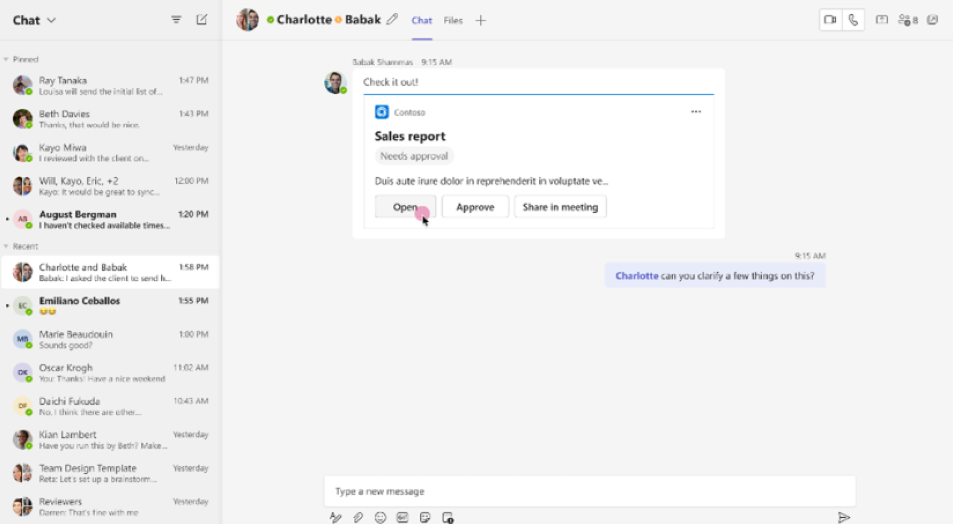 Chat
Charlotte Babak
Chat
Files
8
Pinned
Ray Tanaka 1:47 PM
Louisa will send the initial list of...
Beth Davies 1:43 PM
Thanks, that would be nice.
Kayo Miwa Yesterday
I reviewed with the client on...
Will, Kayo, Eric, +2 12:00 PM
Kayo: It would be great to sync...
AB
August Bergman 1:20 PM
I haven't checked available times...
Recent
Charlotte and Babak 1:58 PM
Babak: I asked the client to send h...
EC
Emiliano Ceballos 1:55 PM
MB
Marie Beaudouin 1:00 PM
Sounds good?
OK
Oscar Krogh 11:02 AM
You: Thanks! Have a nice weekend
DF
Daichi Fukuda 10:43 AM
No, I think there are other...
Kian Lambert Yesterday
Have you run this by Beth? Make...
Team Design Template Yesterday
Reta: Let's set up a brainstorm...
Reviewers Yesterday
Darren: That's fine with me
Babak Shammas 9:15 AM
Check it out!
Contoso
Sales report
Needs approval
Duis aute irure dolor in reprehenderit in voluptate ve...
Open
Approve
Share in meeting
9:15 AM
Charlotte can you clarify a few things on this?
Type a new message